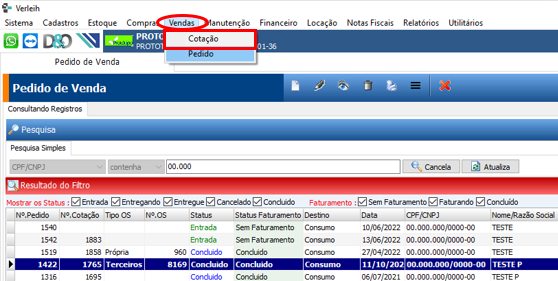 Verleih
Sistema Cadastros Estoque Compras Vendas Manutenção Financeiro Locação Notas Fiscais Relatórios Utilitários
PROTO
Cotação
PROTOT 01-36
Pedido
Pedido de Venda
Pedido de Venda
Consultando Registros
Pesquisa
Pesquisa Simples
CPF/CNPJ contenha 00.000 Cancela Atualiza
Resultado do Filtro
Mostrar os Status : Entrada Entregando Entregue Cancelado Concluido Faturamento : Sem Faturamento Faturando Concluído
Nº.Pedido Nº.Cotação Tipo OS Nº.OS Status Status Faturamento Destino Data CPF/CNPJ Nome/Razão Social
1540 Entrada Sem Faturamento Consumo 10/06/2022 00.000.000/0000-00 TESTE
1542 1883 Entrada Sem Faturamento Consumo 13/06/2022 00.000.000/0000-00 TESTE
1519 1858 Própria 960 Concluido Concluido Consumo 27/04/2022 00.000.000/0000-00 TESTE
1422 1765 Terceiros 8169 Concluido Concluido Consumo 11/10/202 00.000.000/0000-00 TESTE P
1316 1695 Concluido Concluido Consumo 06/07/2021 00.000.000/0000-00 TESTE P